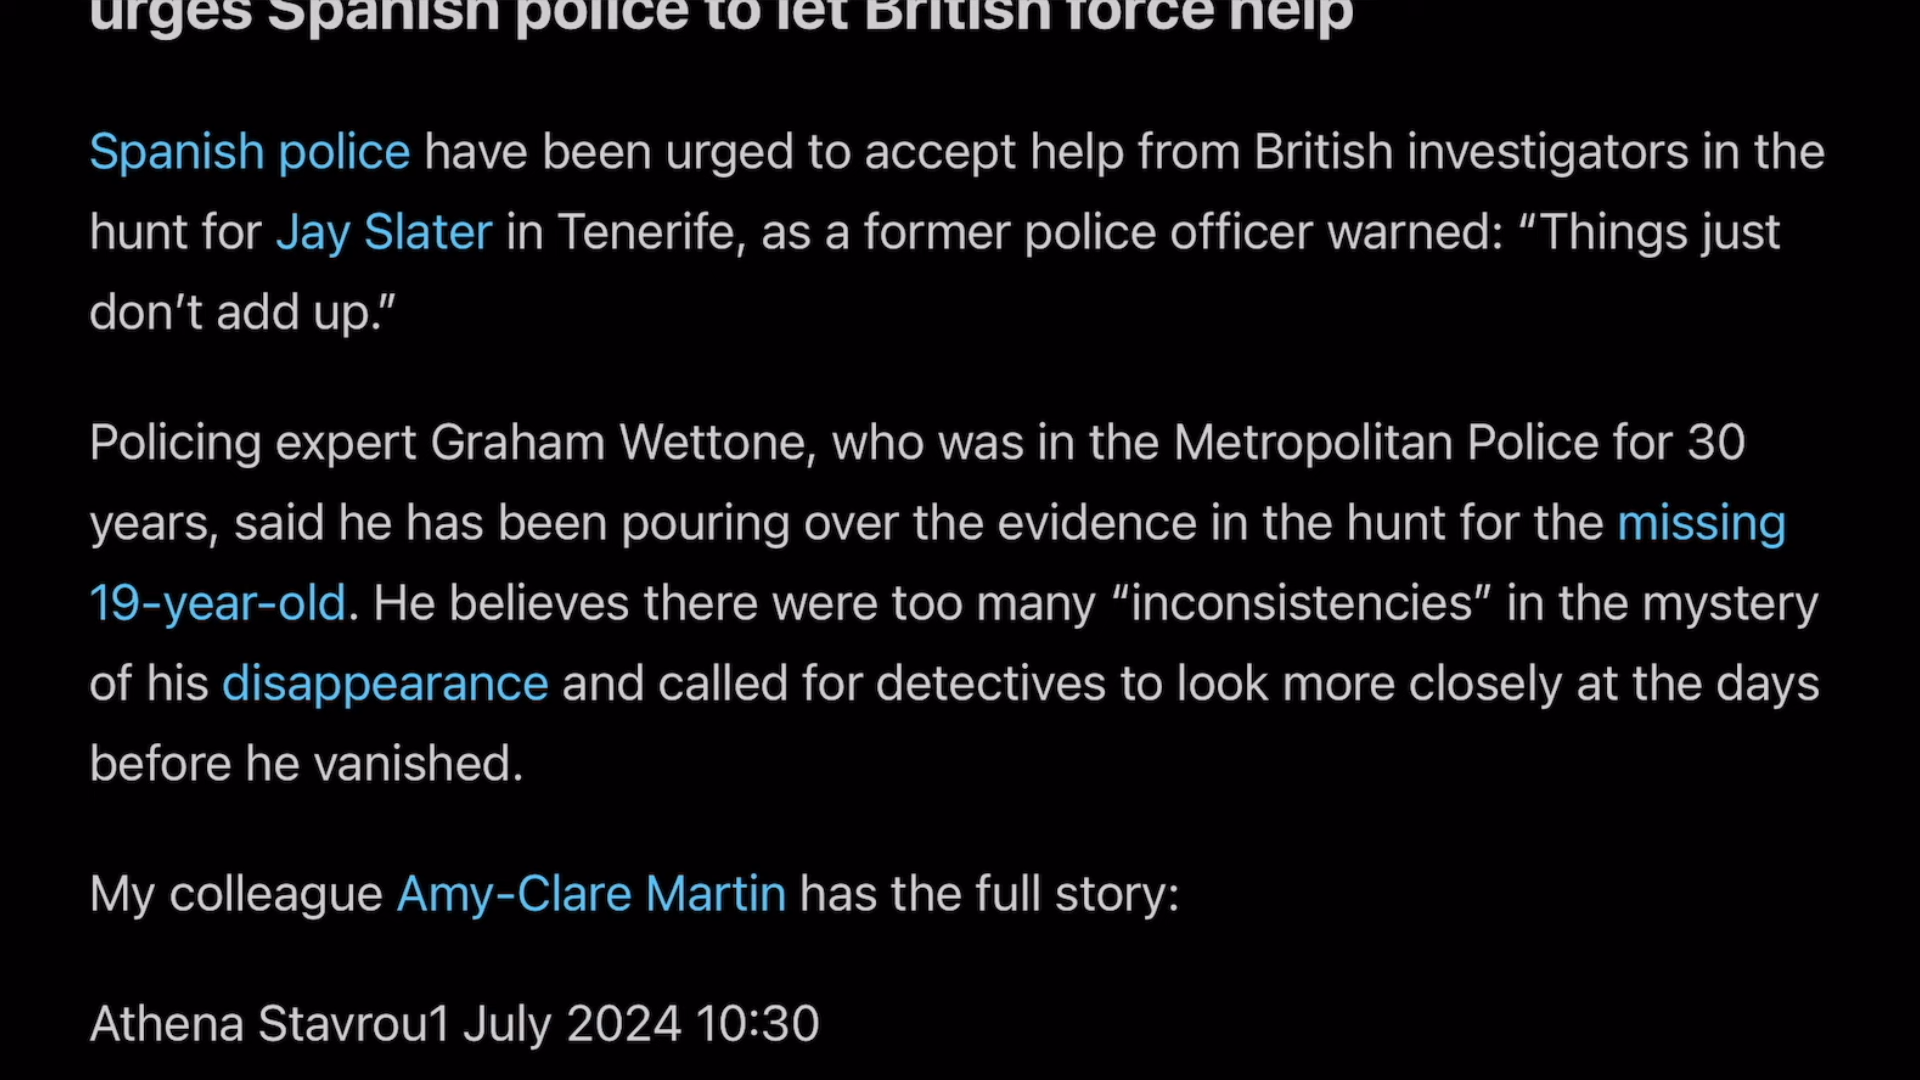 urges Spanish police to let British force help
Spanish police have been urged to accept help from British investigators in the
hunt for Jay Slater in Tenerife, as a former police officer warned: “Things just
don’t add up.”
Policing expert Graham Wettone, who was in the Metropolitan Police for 30
years, said he has been pouring over the evidence in the hunt for the missing
19-year-old. He believes there were too many “inconsistencies” in the mystery
of his disappearance and called for detectives to look more closely at the days
before he vanished.
My colleague Amy-Clare Martin has the full story:
Athena Stavrou1 July 2024 10:30